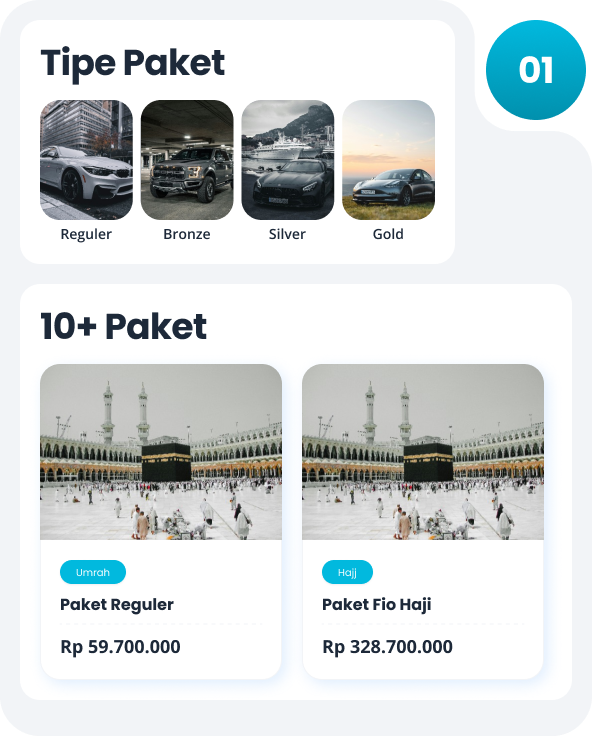 Tipe Paket
01
Reguler
Bronze
Silver
Gold
10+ Paket
Umrah
Hajj
Paket Reguler
Paket Fio Haji
Rp 59.700.000
Rp 328.700.000